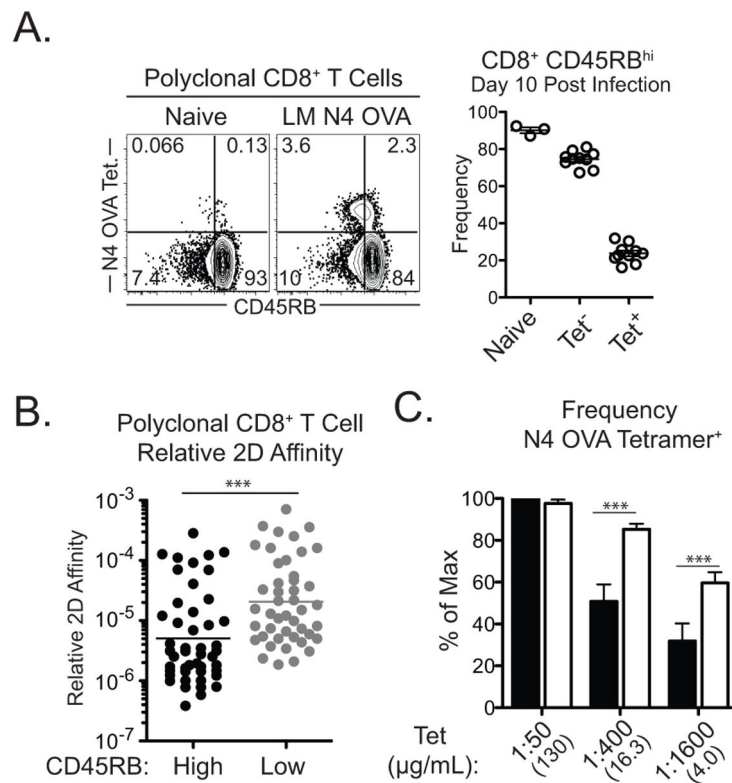 A.
Polyclonal CD8⁺ T Cells
Naive
LM N4 OVA
N4 OVA Tet.
0.066
0.13
7.4
93
3.6
2.3
10
84
CD45RB
CD8⁺ CD45RBʰⁱ
Day 10 Post Infection
Frequency
100
80
60
40
20
0
Naive
Tet⁻
Tet⁺
B.
Polyclonal CD8⁺ T Cell
Relative 2D Affinity
***
Relative 2D Affinity
10⁻³
10⁻⁴
10⁻⁵
10⁻⁶
10⁻⁷
CD45RB:
High
Low
C.
Frequency
N4 OVA Tetramer⁺
% of Max
100
80
60
40
20
0
***
***
Tet
(µg/mL):
1:50
(130)
1:400
(16.3)
1:1600
(4.0)